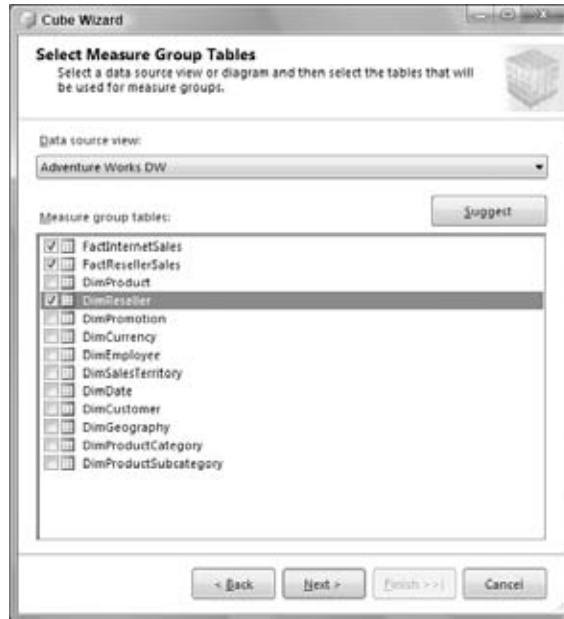 Cube Wizard
Select Measure Group Tables
Select a data source view or diagram and then select the tables that will
be used for measure groups.
Data source view:
Adventure Works DW
Suggest
Measure group tables:
FactInternetSales
FactResellerSales
DimProduct
DimReseller
DimPromotion
DimCurrency
DimEmployee
DimSalesTerritory
DimDate
DimCustomer
DimGeography
DimProductCategory
DimProductSubcategory
< Back
Next >
Finish >>|
Cancel